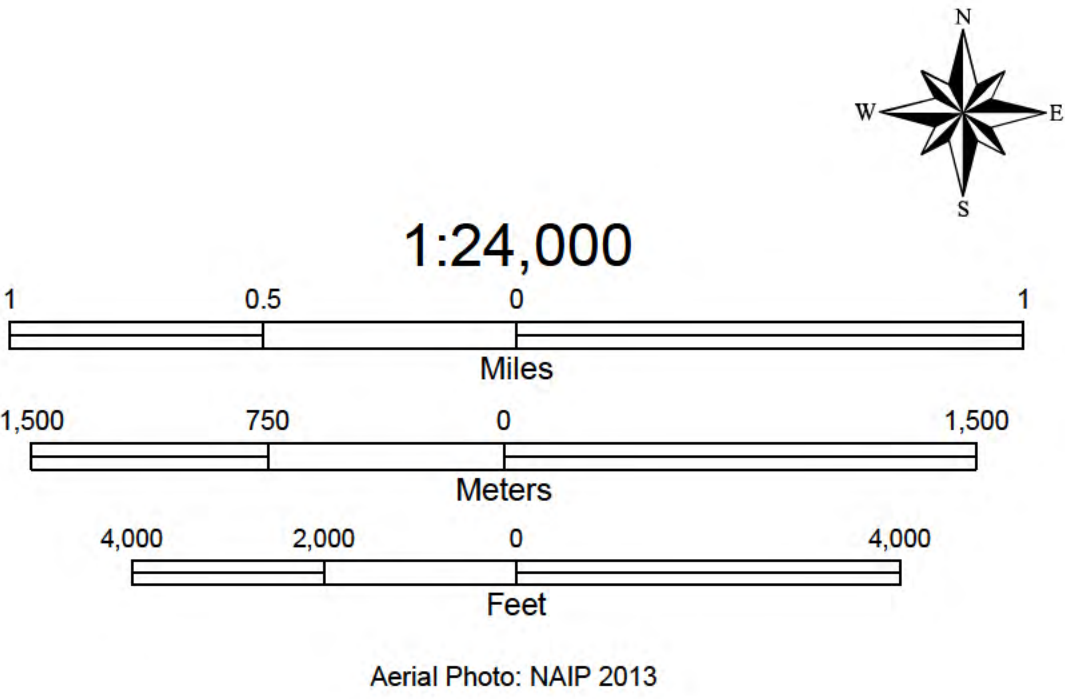 N
W E
S
1:24,000
1 0.5 0 1
Miles
1,500 750 0 1,500
Meters
4,000 2,000 0 4,000
Feet
Aerial Photo: NAIP 2013